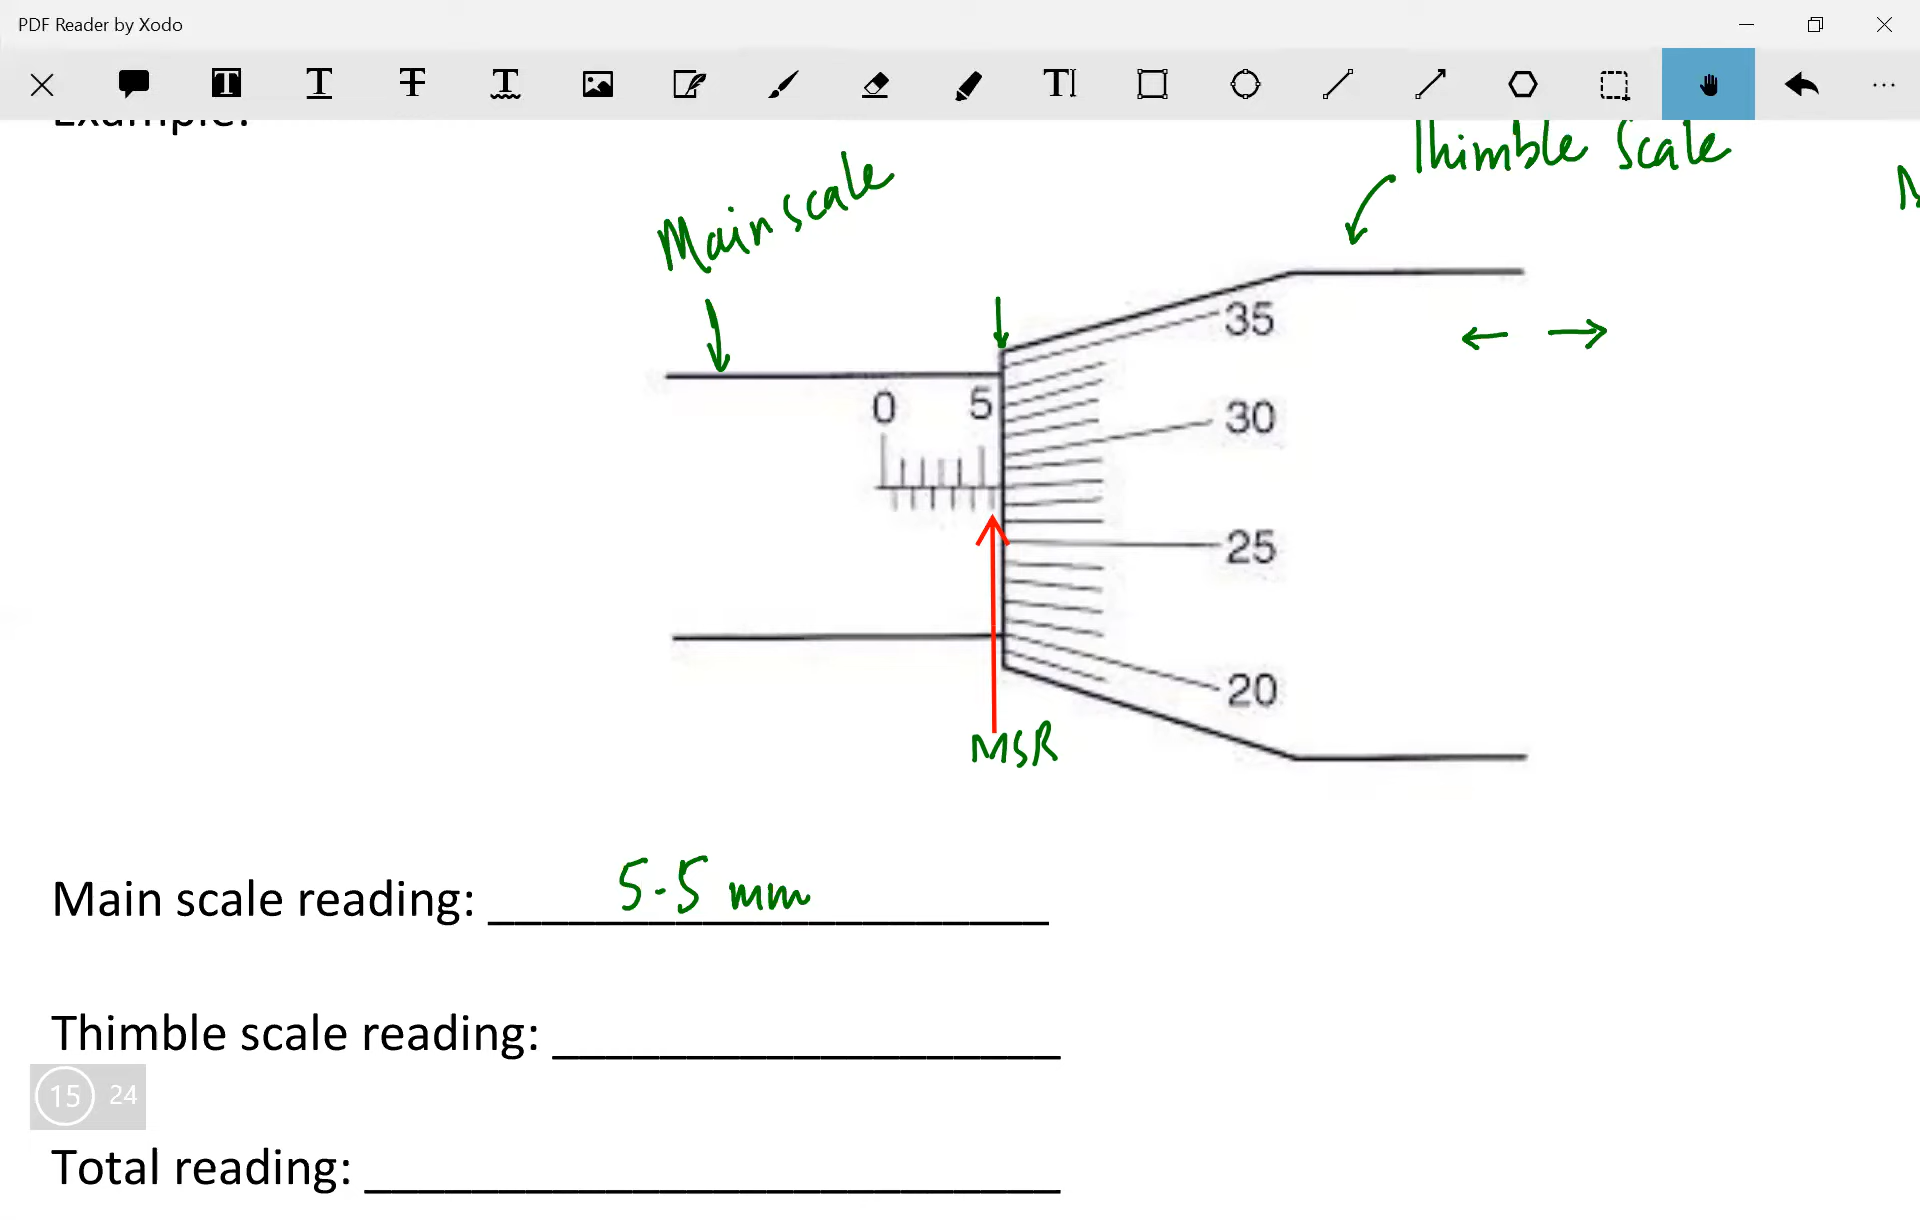 PDF Reader by Xodo
Example:
Thimble Scale
Main scale
35
0 5
30
25
20
MSR
Main scale reading: 5.5 mm
Thimble scale reading:
15 24
Total reading: